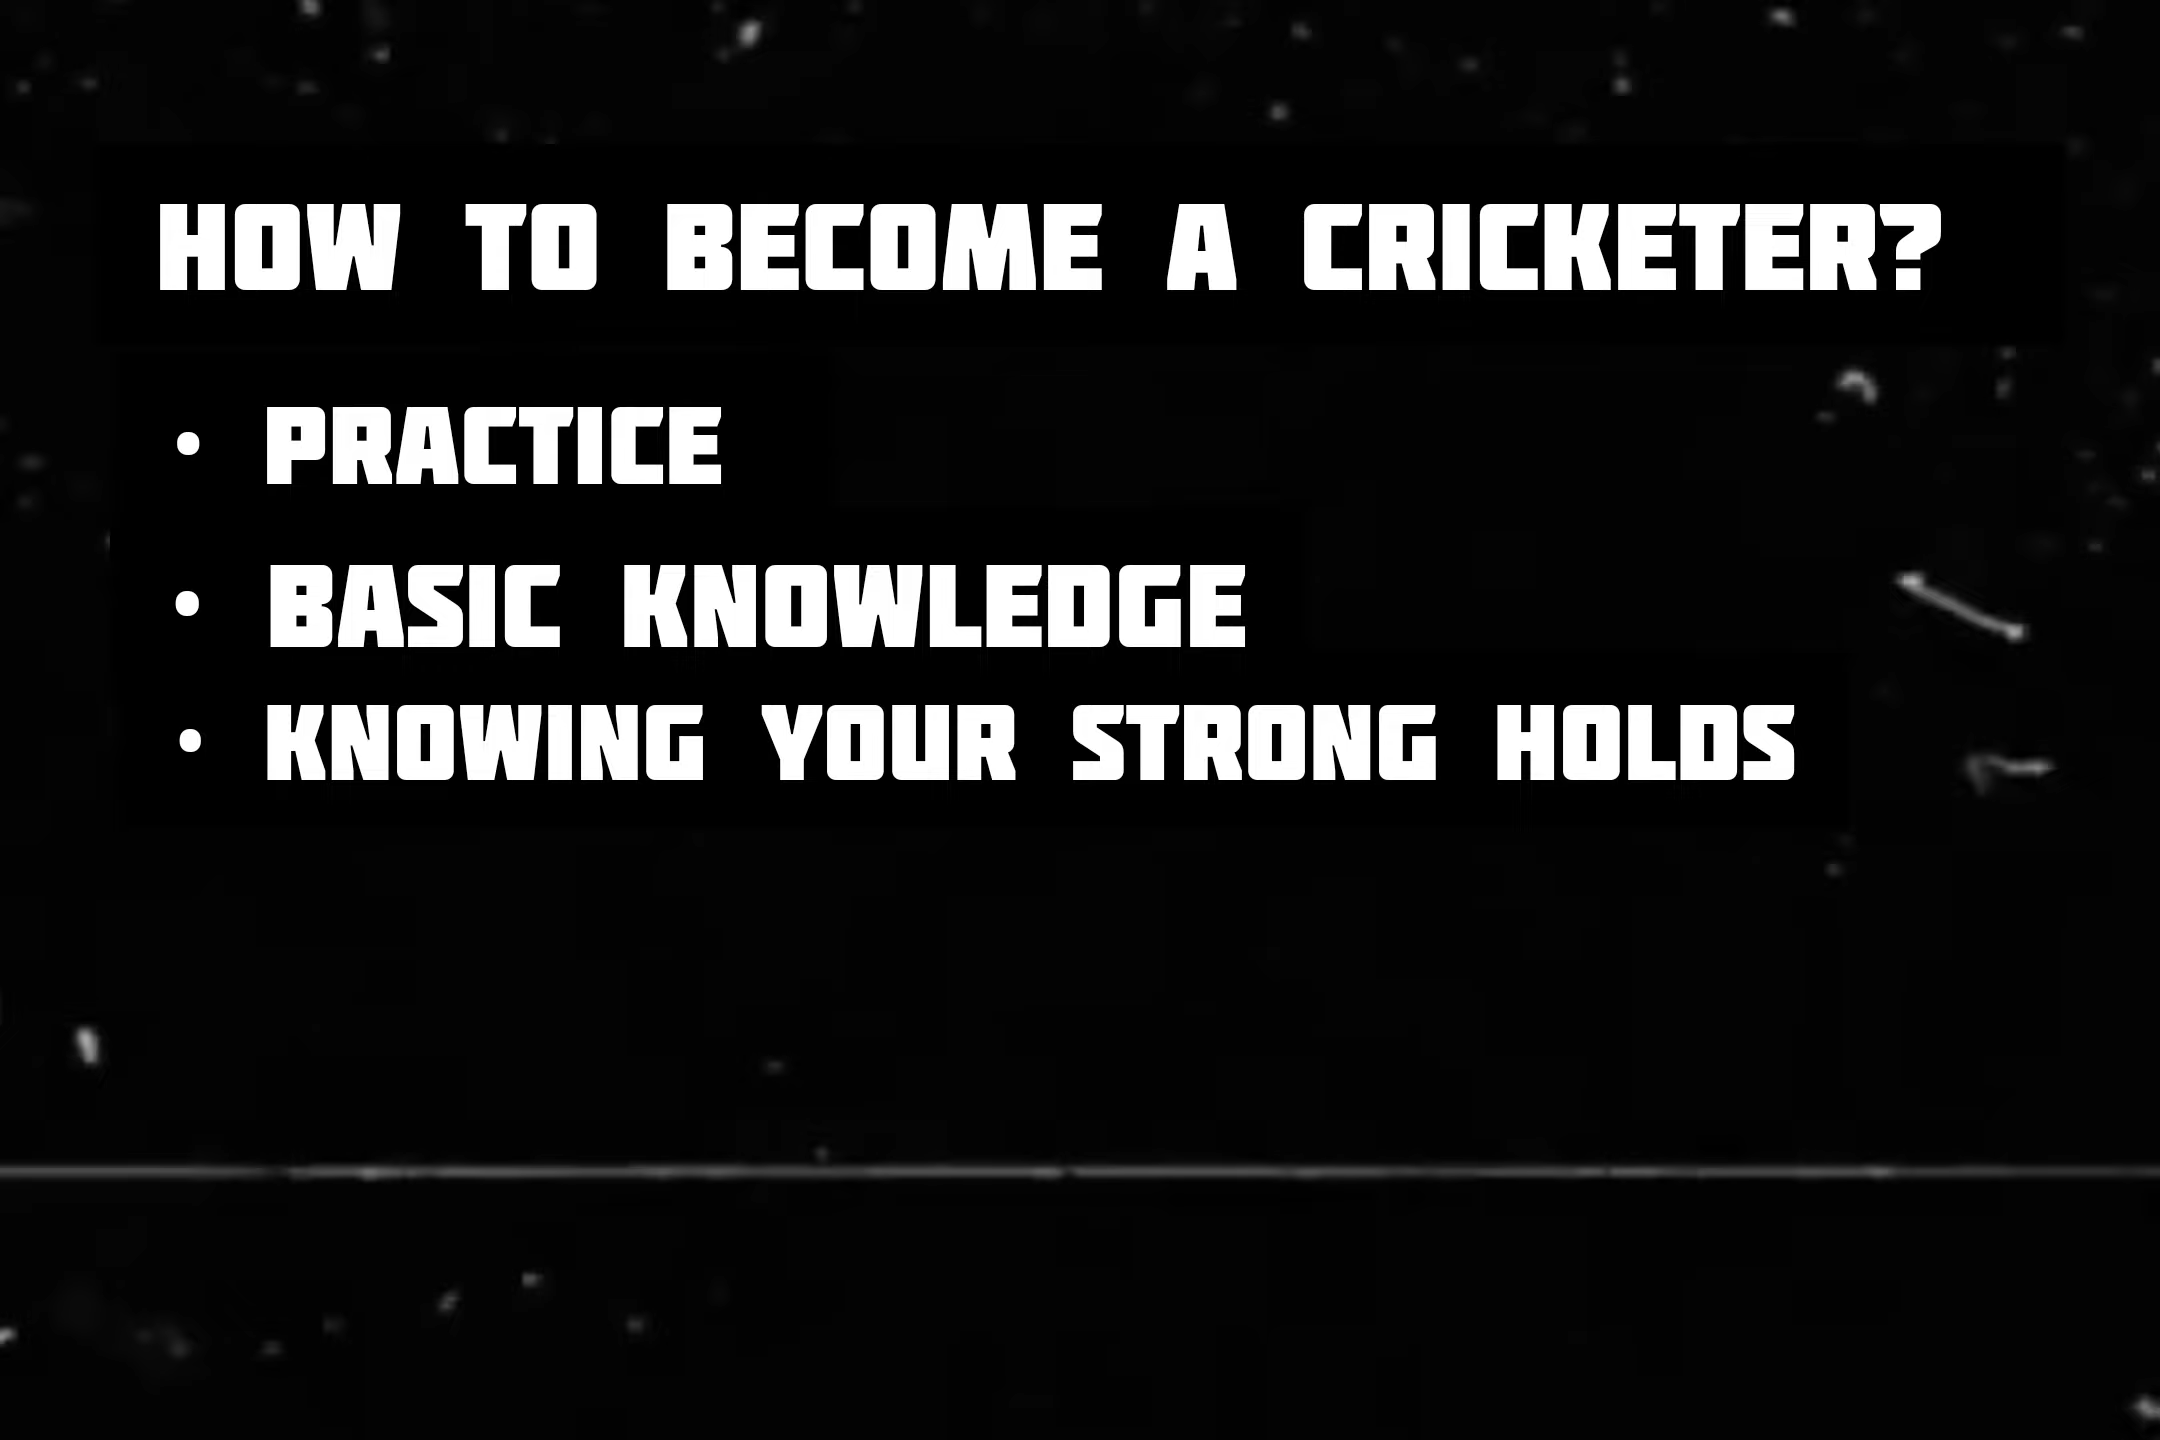 HOW TO BECOME A CRICKETER?
• PRACTICE
• BASIC KNOWLEDGE
• KNOWING YOUR STRONG HOLDS